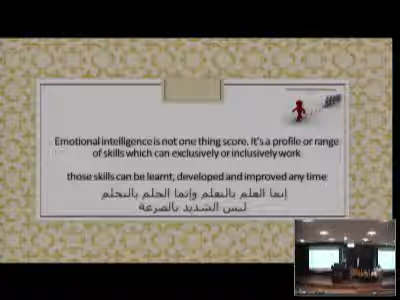 Emotional intelligence is not one thing score. It's a profile or range
of skills which can exclusively or inclusively work
those skills can be learnt, developed and improved any time
إنما العلم بالتعلم وإنما الحلم بالتحلم
ليس الشديد بالصرعة